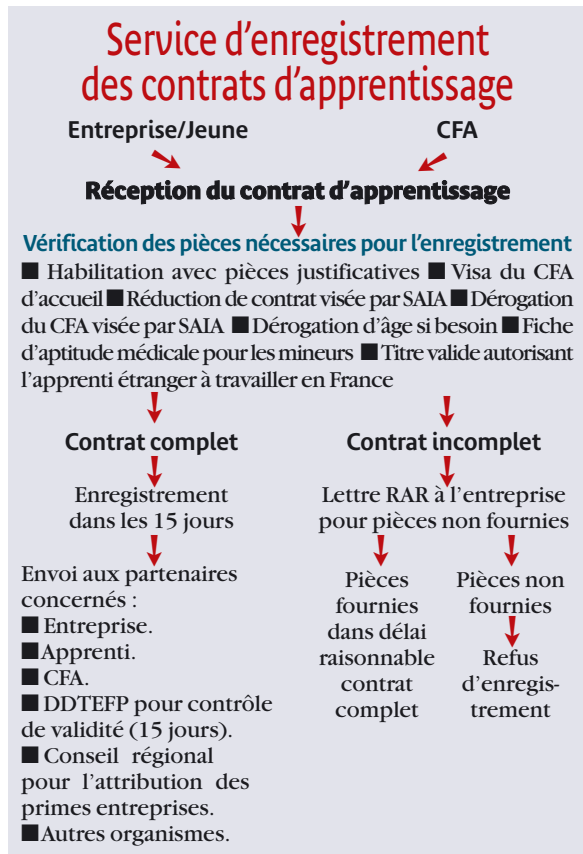 Service d'enregistrement
des contrats d'apprentissage
Entreprise/Jeune
CFA
Réception du contrat d'apprentissage
Vérification des pièces nécessaires pour l'enregistrement
■ Habilitation avec pièces justificatives ■ Visa du CFA
d'accueil ■ Réduction de contrat visée par SAIA ■ Dérogation
du CFA visée par SAIA ■ Dérogation d'âge si besoin ■ Fiche
d'aptitude médicale pour les mineurs ■ Titre valide autorisant
l'apprenti étranger à travailler en France
Contrat complet
Enregistrement
dans les 15 jours
Envoi aux partenaires
concernés :
■ Entreprise.
■ Apprenti.
■ CFA.
■ DDTEFP pour contrôle
de validité (15 jours).
■ Conseil régional
pour l'attribution des
primes entreprises.
■ Autres organismes.
Contrat incomplet
Lettre RAR à l'entreprise
pour pièces non fournies
Pièces
fournies
dans délai
raisonnable
contrat
complet
Pièces non
fournies
Refus
d'enregis-
trement